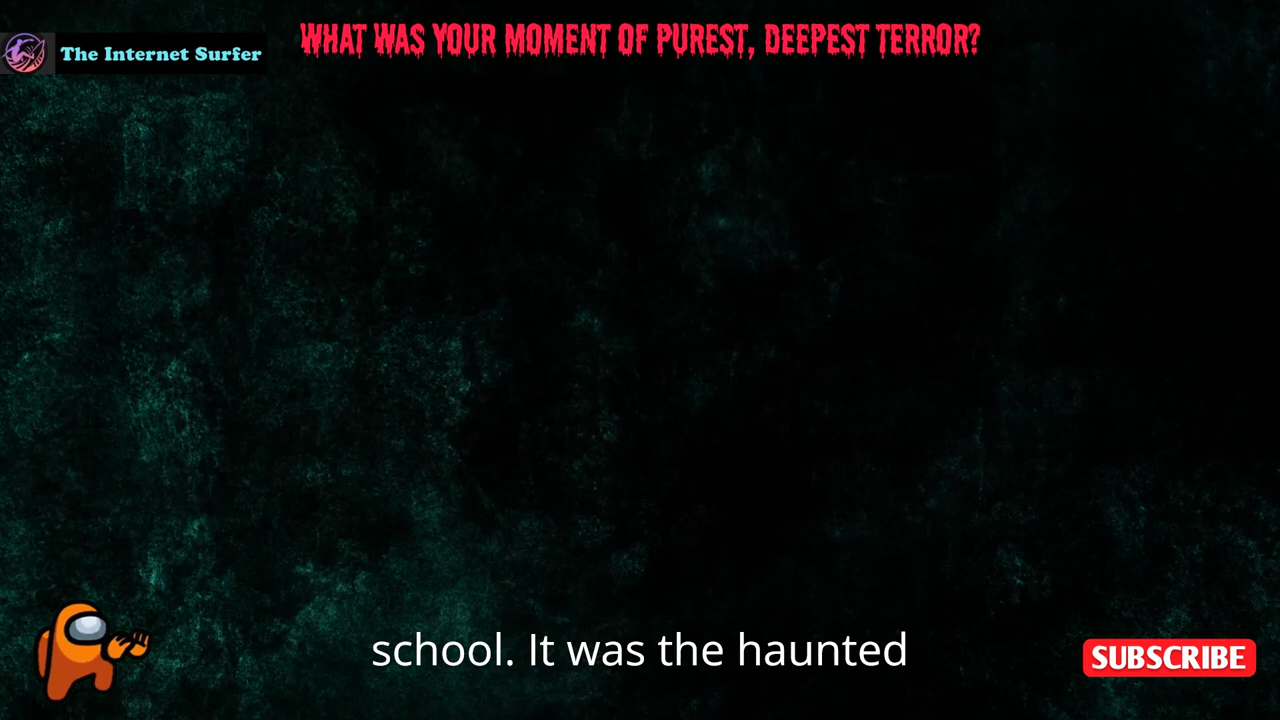 WHAT WAS YOUR MOMENT OF PUREST, DEEPEST TERROR?
The Internet Surfer
school. It was the haunted
SUBSCRIBE